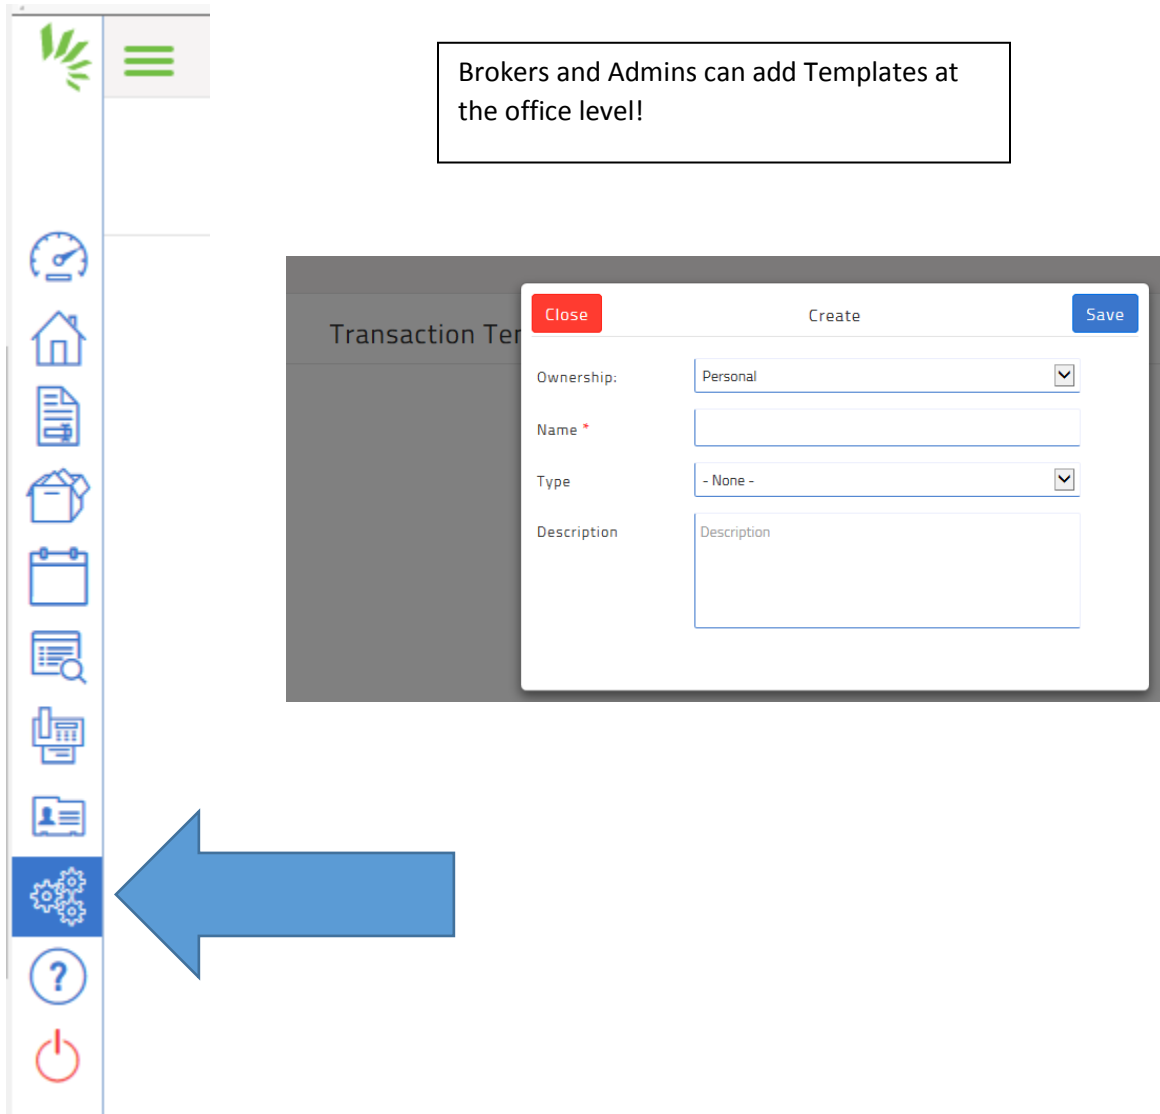 Brokers and Admins can add Templates at
the office level!
Transaction Ter
Close
Create
Save
Ownership:
Personal
Name *
Type
- None -
Description
Description
?